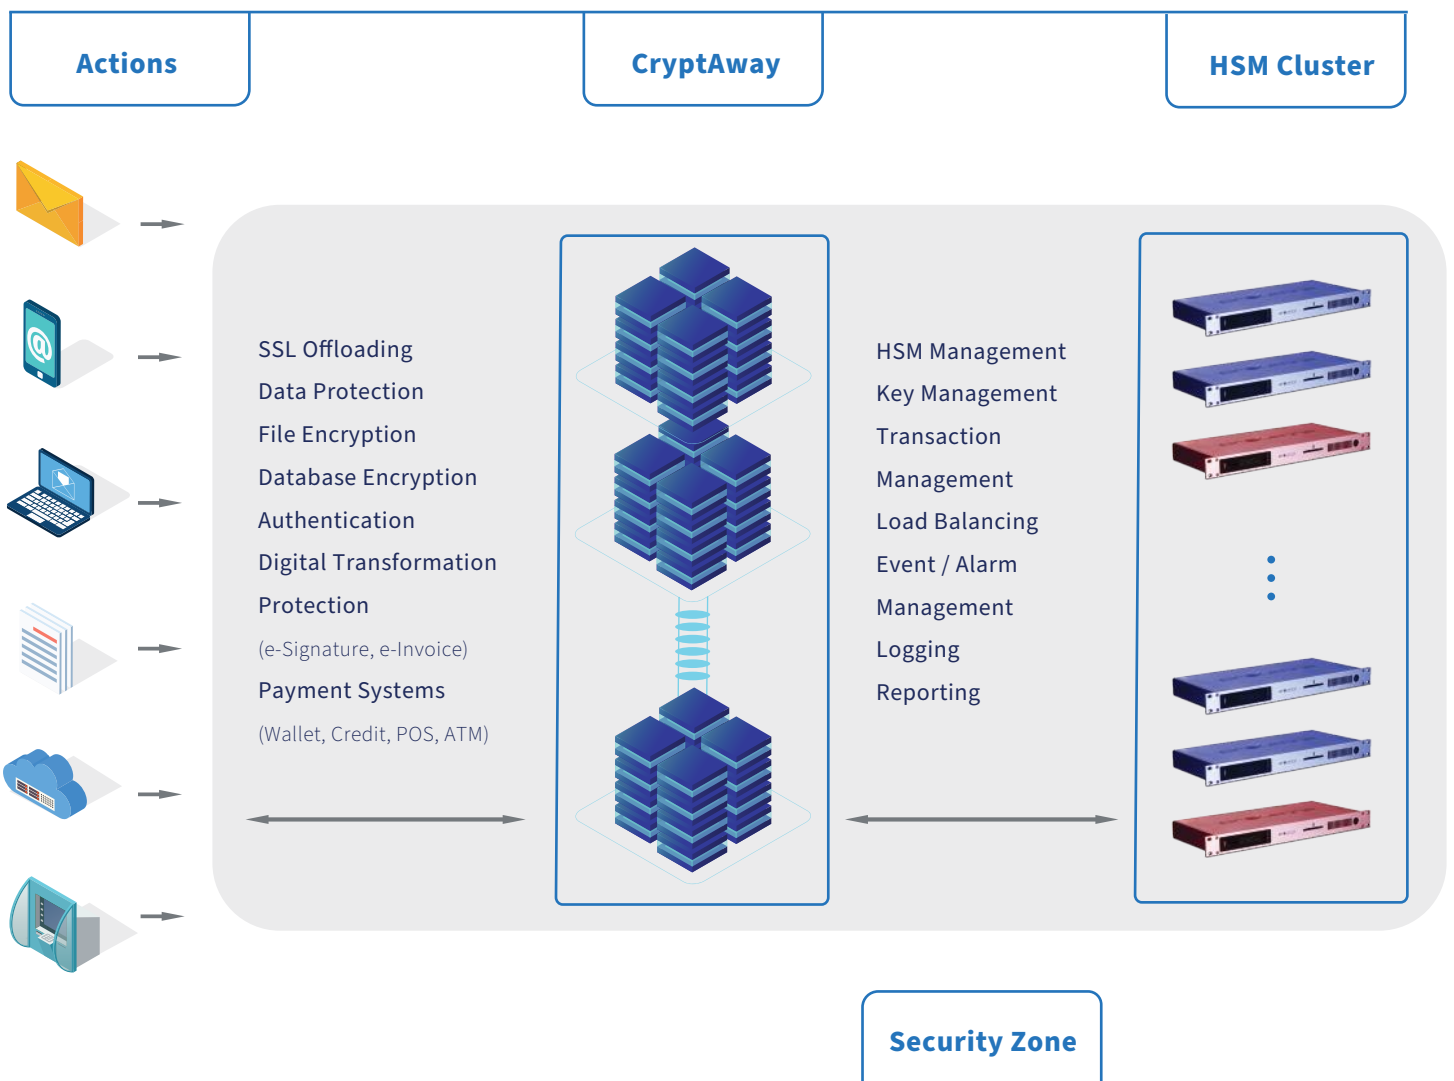 Actions
CryptAway
HSM Cluster
SSL Offloading
Data Protection
File Encryption
Database Encryption
Authentication
Digital Transformation
Protection
(e-Signature, e-Invoice)
Payment Systems
(Wallet, Credit, POS, ATM)
HSM Management
Key Management
Transaction
Management
Load Balancing
Event / Alarm
Management
Logging
Reporting
Security Zone